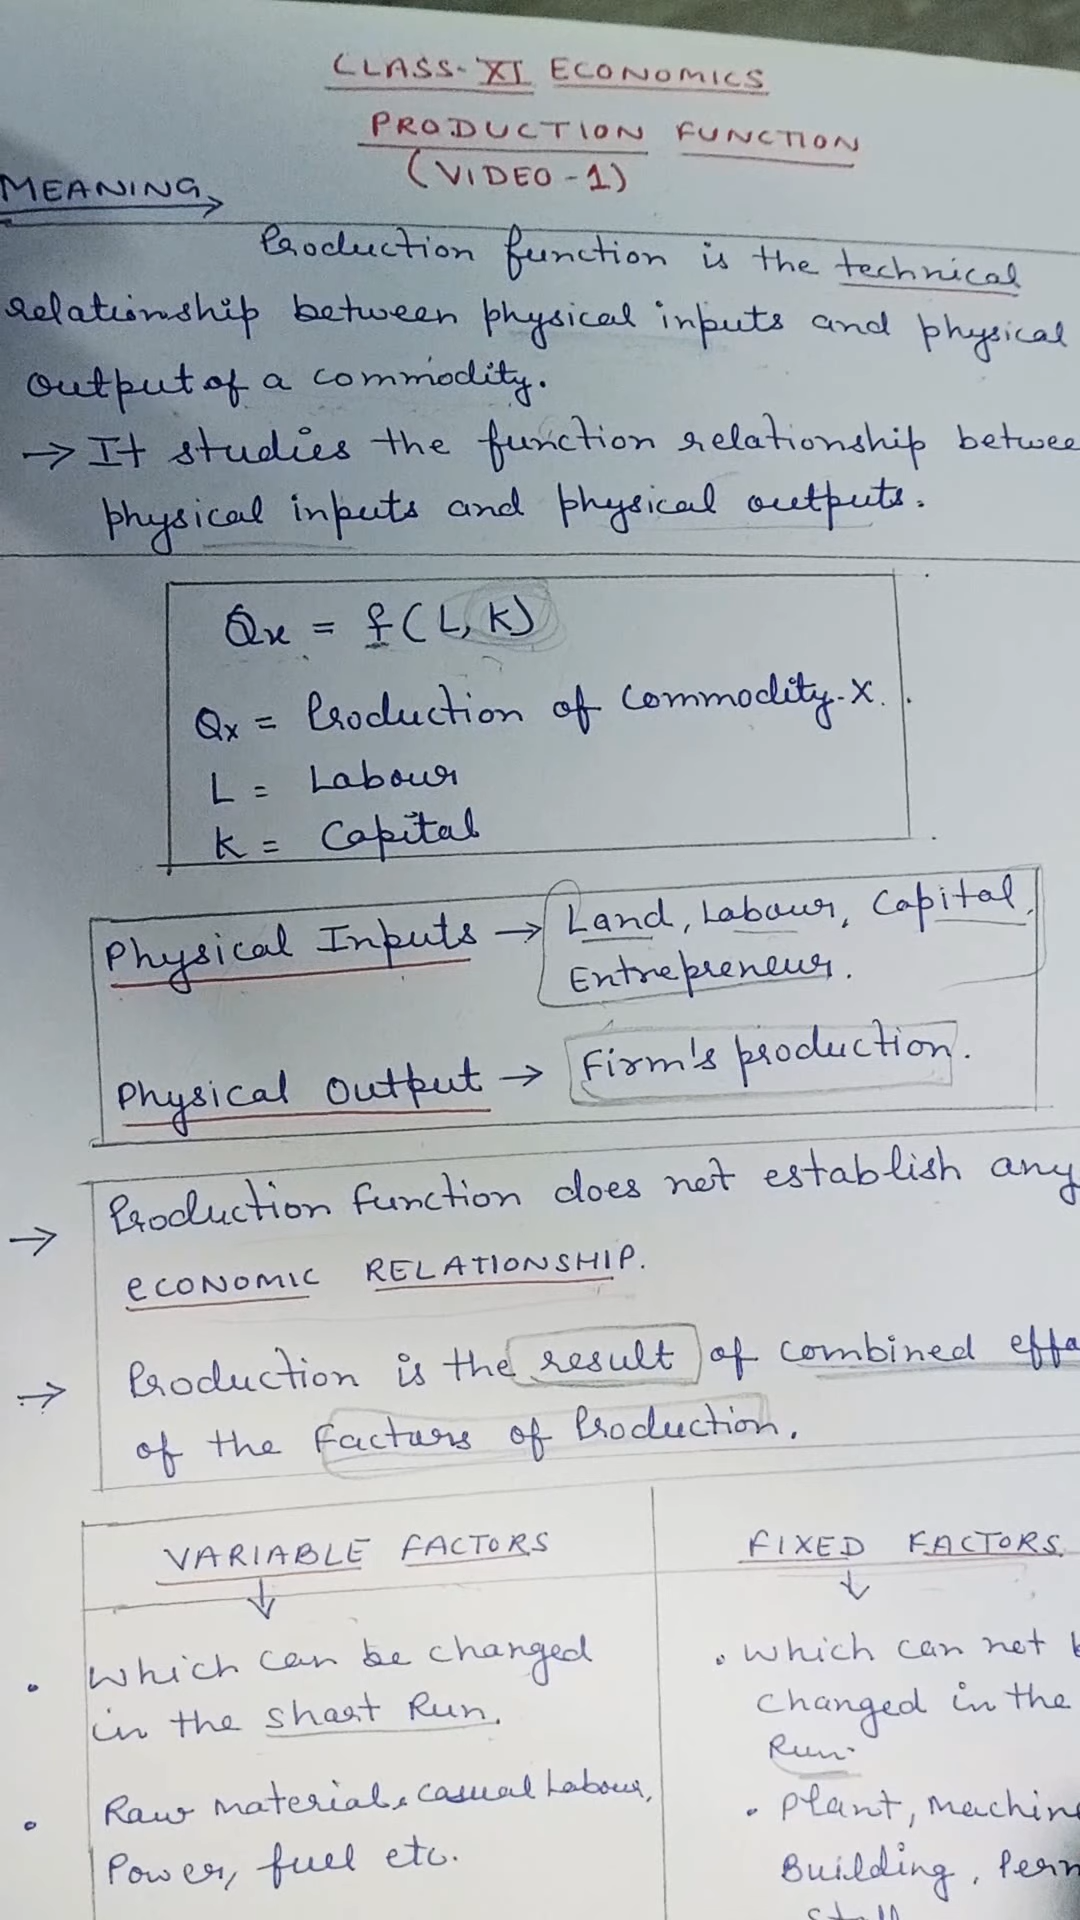 CLASS-XI ECONOMICS
PRODUCTION FUNCTION
(VIDEO-1)
MEANING
Production function is the technical
relationship between physical inputs and physical
output of a commodity.
→ It studies the function relationship betwee
physical inputs and physical outputs.
Qx = f(L, K)
Qx = Production of Commodity-X.
L = Labour
K = Capital
Physical Inputs → Land, Labour, Capital,
Entrepreneur.
Physical Output → Firm's production.
→ Production function does not establish any
ECONOMIC RELATIONSHIP.
→ Production is the result of combined
of the Factors of Production.
VARIABLE FACTORS
• Which can be changed
in the Short Run.
• Raw material, casual Labour,
Power, fuel etc.
FIXED FACTORS
• Which can not
changed in the
Run.
• Plant, Machin
Building, Perm